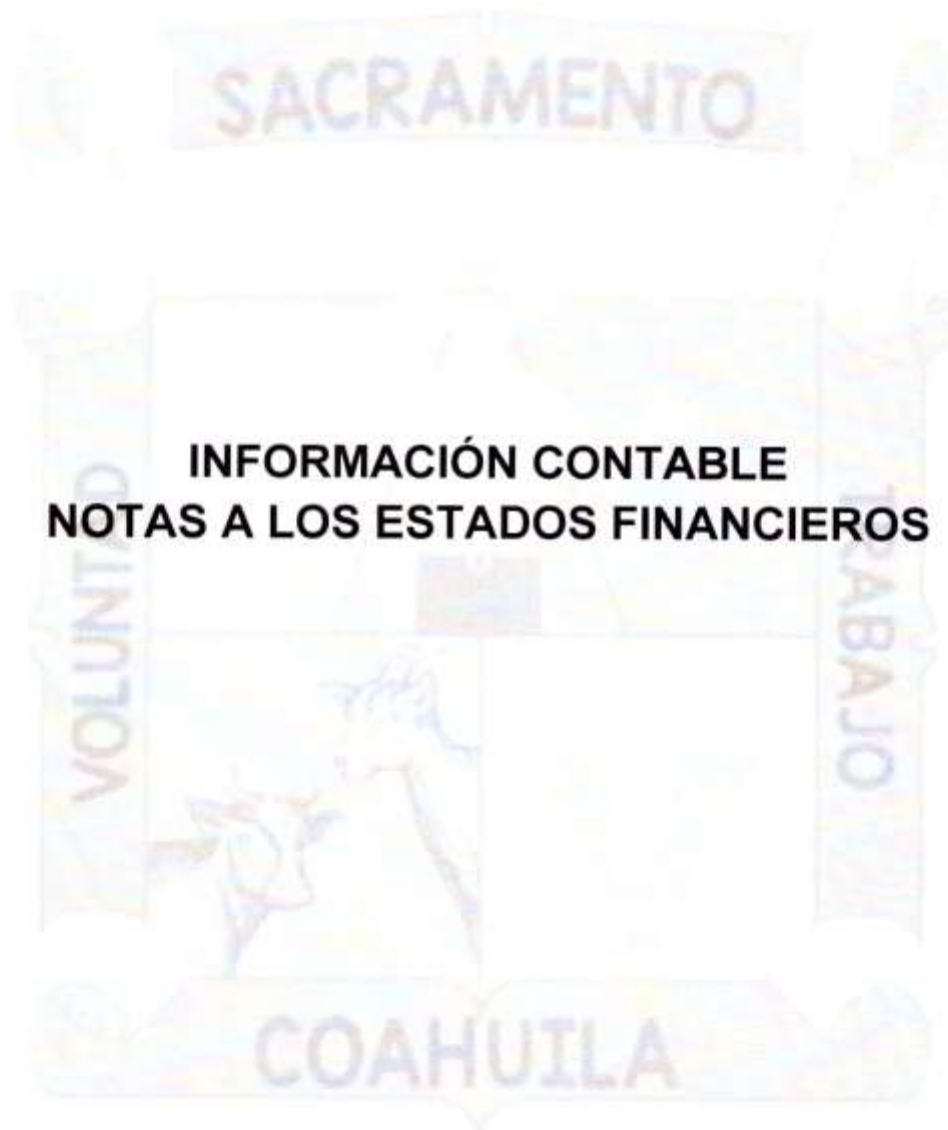 SACRAMENTO
INFORMACIÓN CONTABLE
NOTAS A LOS ESTADOS FINANCIEROS
VOLUNTAD
TRABAJO
COAHUILA